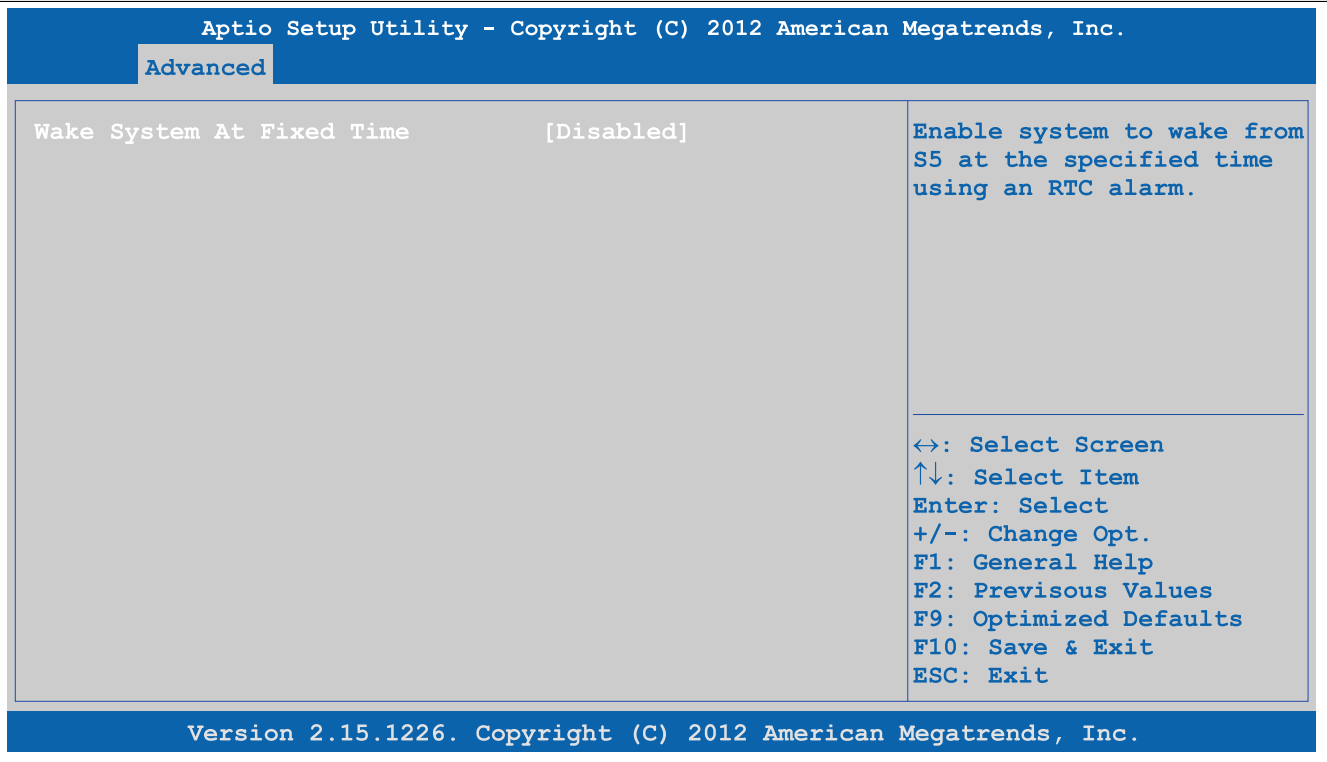 Aptio Setup Utility - Copyright (C) 2012 American Megatrends, Inc.
Advanced
Wake System At Fixed Time [Disabled]
Enable system to wake from
S5 at the specified time
using an RTC alarm.
↔: Select Screen
↑↓: Select Item
Enter: Select
+/-: Change Opt.
F1: General Help
F2: Previsous Values
F9: Optimized Defaults
F10: Save & Exit
ESC: Exit
Version 2.15.1226. Copyright (C) 2012 American Megatrends, Inc.